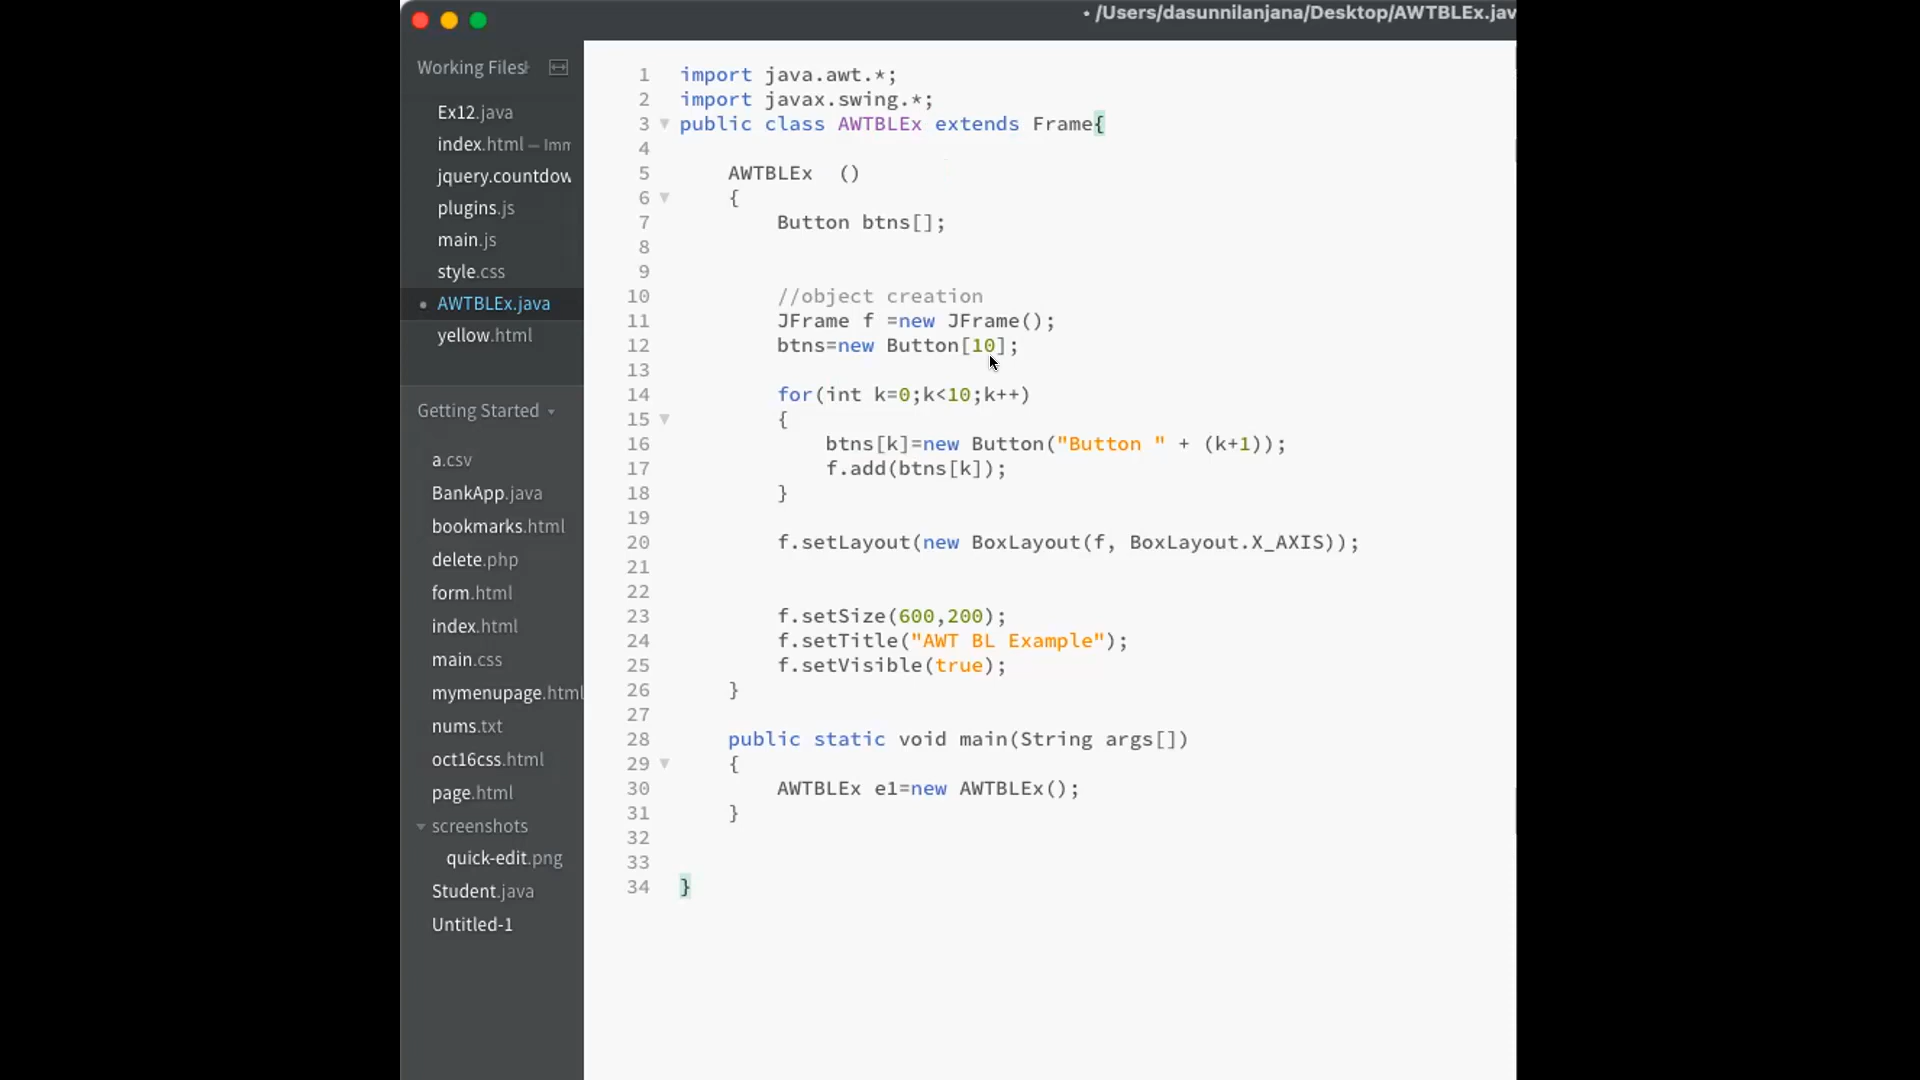 • /Users/dasunnilanjana/Desktop/AWTBLEx.jav
Working Files
Ex12.java
index.html — Imm
jquery.countdow
plugins.js
main.js
style.css
• AWTBLEx.java
yellow.html
Getting Started
a.csv
BankApp.java
bookmarks.html
delete.php
form.html
index.html
main.css
mymenupage.html
nums.txt
oct16css.html
page.html
screenshots
quick-edit.png
Student.java
Untitled-1
1 import java.awt.*;
2 import javax.swing.*;
3 public class AWTBLEx extends Frame{
4
5 AWTBLEx  ()
6 {
7 Button btns[];
8
9
10 //object creation
11 JFrame f =new JFrame();
12 btns=new Button[10];
13
14 for(int k=0;k<10;k++)
15 {
16 btns[k]=new Button("Button " + (k+1));
17 f.add(btns[k]);
18 }
19
20 f.setLayout(new BoxLayout(f, BoxLayout.X_AXIS));
21
22
23 f.setSize(600,200);
24 f.setTitle("AWT BL Example");
25 f.setVisible(true);
26 }
27
28 public static void main(String args[])
29 {
30 AWTBLEx e1=new AWTBLEx();
31 }
32
33
34 }